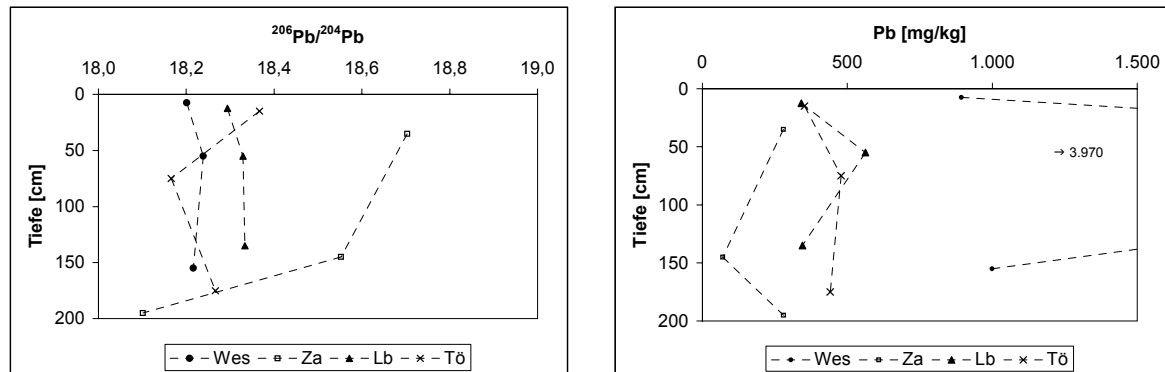 ²⁰⁶Pb/²⁰⁴Pb
18,0 18,2 18,4 18,6 18,8 19,0
0
50
100
150
200
Tiefe [cm]
Wes Za Lb Tö
Pb [mg/kg]
0 500 1.000 1.500
0
50
100
150
200
Tiefe [cm]
→ 3.970
Wes Za Lb Tö